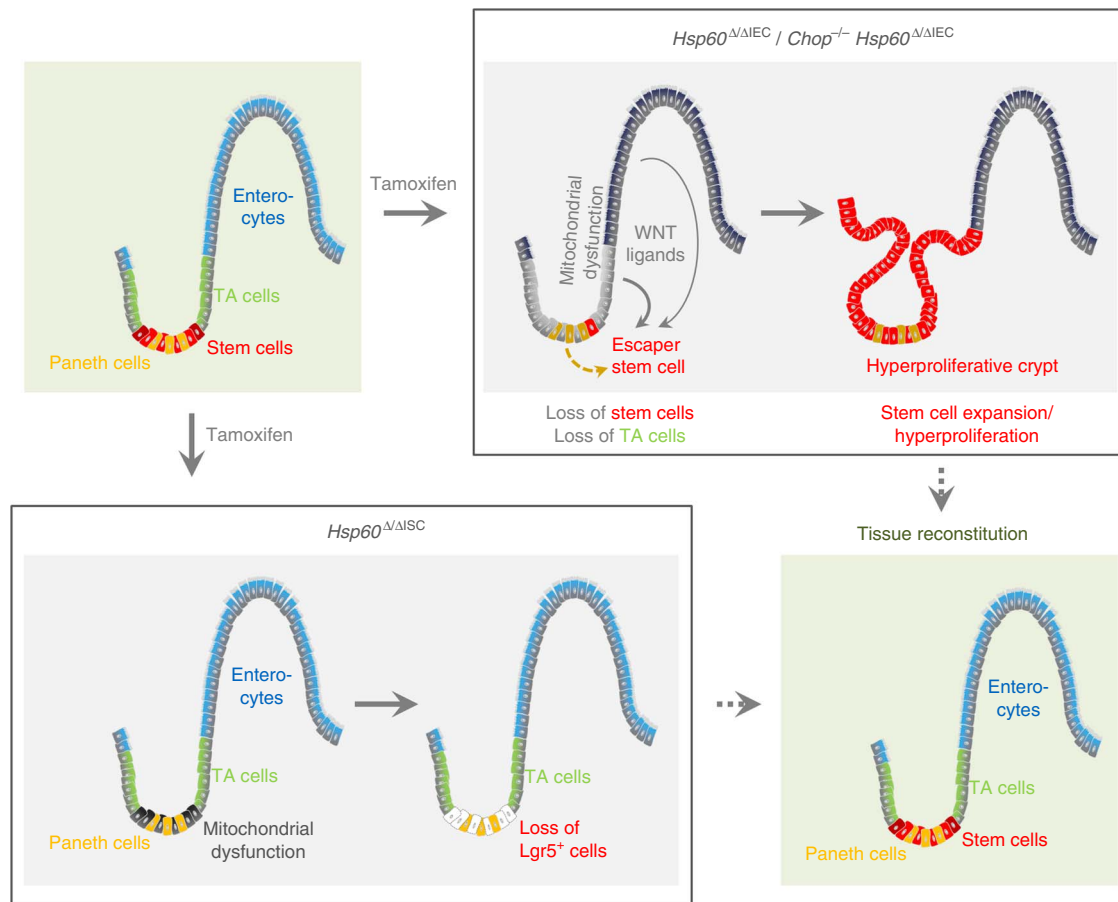 Hsp60^Δ/ΔIEC / Chop^–/– Hsp60^Δ/ΔIEC
Entero-
cytes
TA cells
Stem cells
Paneth cells
Tamoxifen
Mitochondrial
dysfunction
WNT
ligands
Escaper
stem cell
Loss of stem cells
Loss of TA cells
Hyperproliferative crypt
Stem cell expansion/
hyperproliferation
Tamoxifen
Hsp60^Δ/ΔISC
Entero-
cytes
TA cells
Paneth cells
Mitochondrial
dysfunction
TA cells
Loss of
Lgr5⁺ cells
Tissue reconstitution
Entero-
cytes
TA cells
Stem cells
Paneth cells